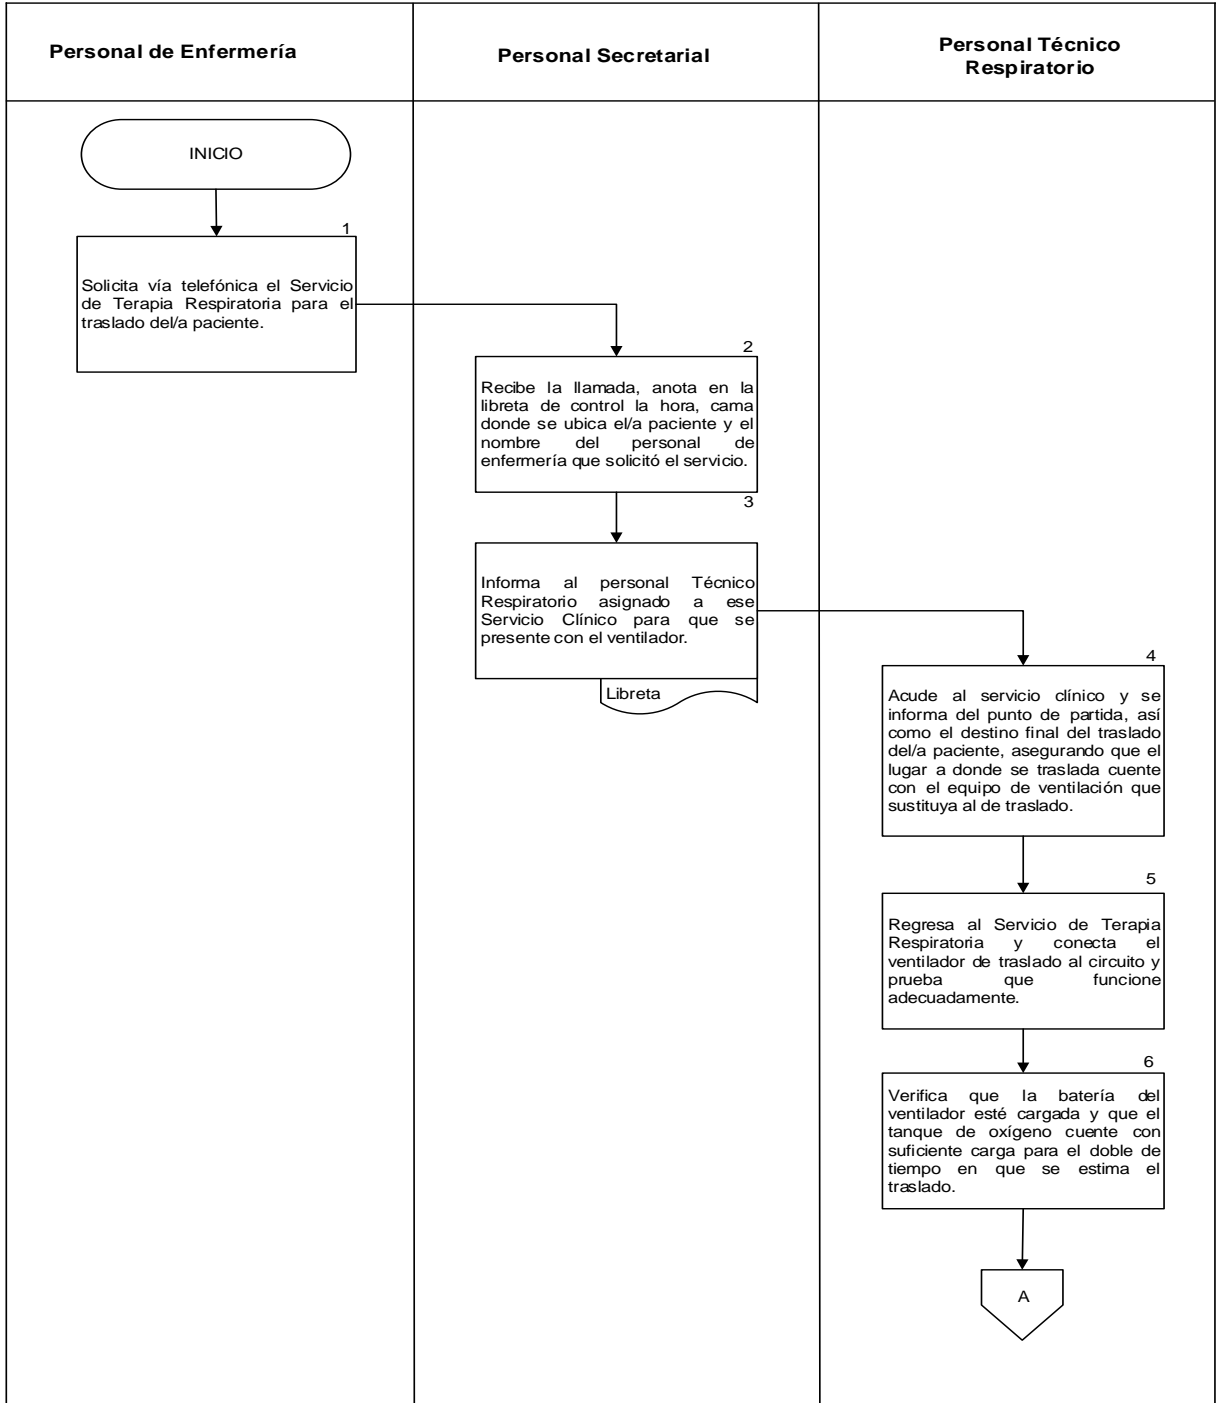 Personal de Enfermería
Personal Secretarial
Personal Técnico
Respiratorio
INICIO
1
Solicita vía telefónica el Servicio
de Terapia Respiratoria para el
traslado del/a paciente.
2
Recibe la llamada, anota en la
libreta de control la hora, cama
donde se ubica el/a paciente y el
nombre del personal de
enfermería que solicitó el servicio.
3
Informa al personal Técnico
Respiratorio asignado a ese
Servicio Clínico para que se
presente con el ventilador.
Libreta
4
Acude al servicio clínico y se
informa del punto de partida, así
como el destino final del traslado
del/a paciente, asegurando que el
lugar a donde se traslada cuente
con el equipo de ventilación que
sustituya al de traslado.
5
Regresa al Servicio de Terapia
Respiratoria y conecta el
ventilador de traslado al circuito y
prueba que funcione
adecuadamente.
6
Verifica que la batería del
ventilador esté cargada y que el
tanque de oxígeno cuente con
suficiente carga para el doble de
tiempo en que se estima el
traslado.
A